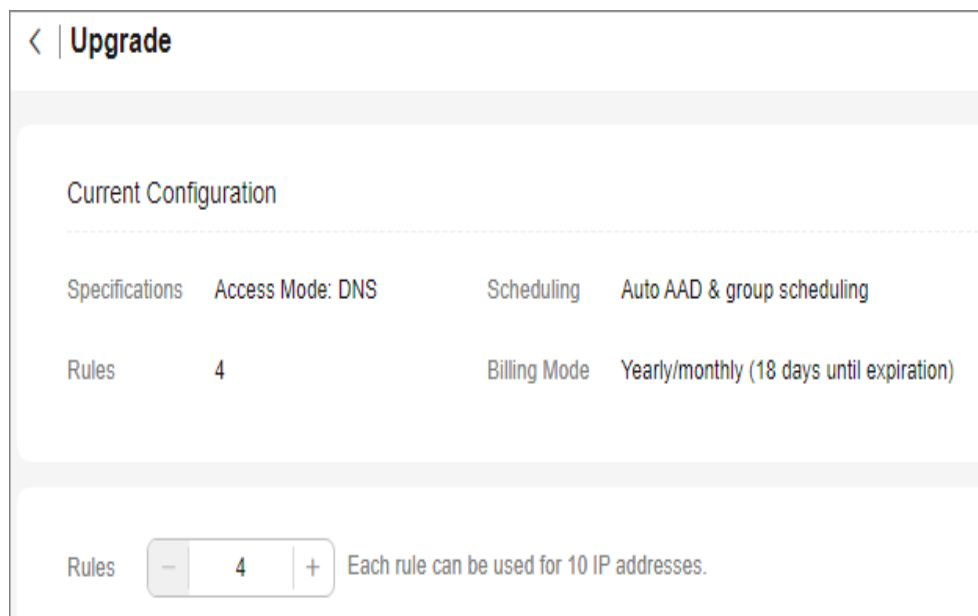 Upgrade
Current Configuration
Specifications Access Mode: DNS Scheduling Auto AAD & group scheduling
Rules 4 Billing Mode Yearly/monthly (18 days until expiration)
Rules − 4 + Each rule can be used for 10 IP addresses.